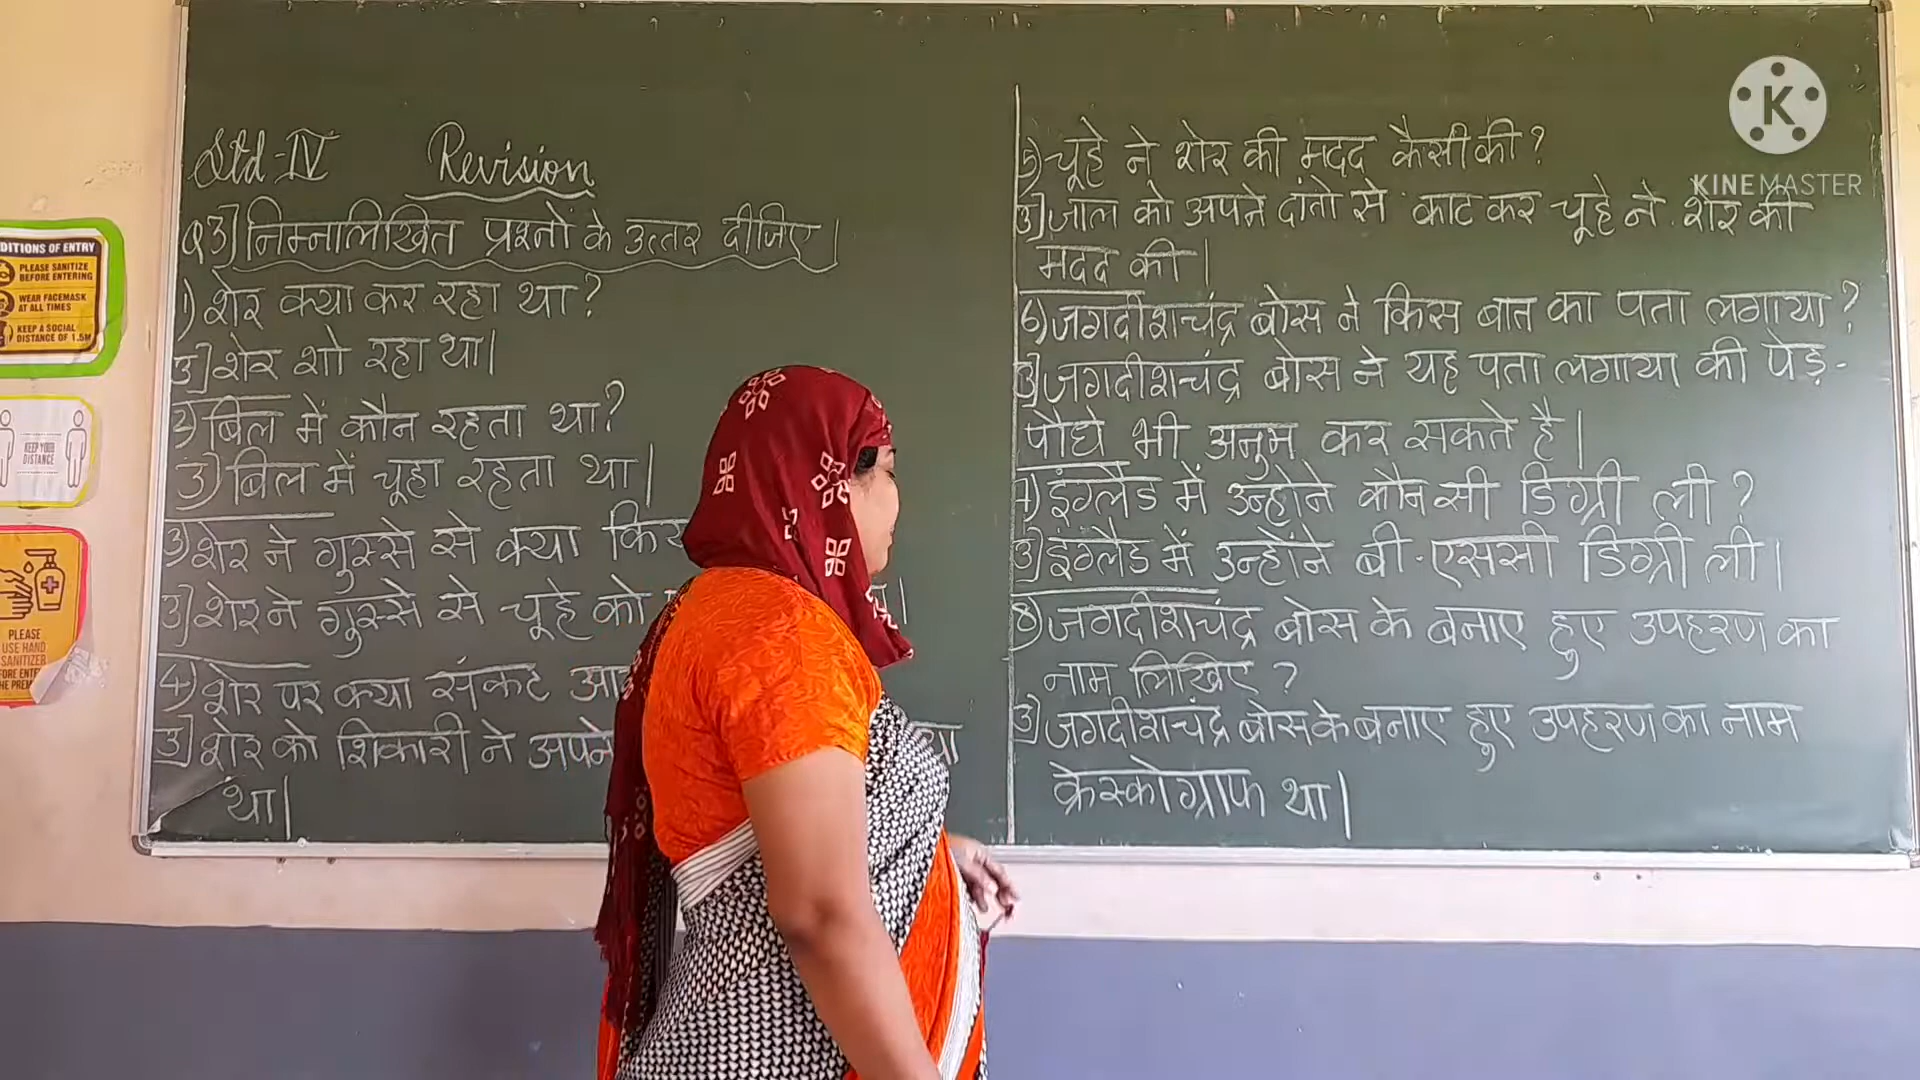 DITIONS OF ENTRY
PLEASE SANITIZE
BEFORE ENTERING
WEAR FACEMASK
AT ALL TIMES
KEEP A SOCIAL
DISTANCE OF 1.5M
KEEP YOUR
DISTANCE
PLEASE
USE HAND
SANITIZER
Std-IV Revision
Q3] निम्नालिखित प्रश्नों के उत्तर दीजिए।
1) शेर क्या कर रहा था?
उ] शेर शो रहा था।
2) बिल में कौन रहता था?
उ) बिल में चूहा रहता था।
3) शेर ने गुस्से से क्या
उ] शेर ने गुस्से से चूहे को
4) शेर पर क्या संकट
उ] शेर को शिकारी ने अपने
था।
5) चूहे ने शेर की मदद कैसी की?
उ] जाल को अपने दांतो से काट कर चूहे ने शेर की
मदद की।
6) जगदीशचंद्र बोस ने किस बात का पता लगाया?
उ] जगदीशचंद्र बोस ने यह पता लगाया की पेड़-
पौधे भी अनुभ कर सकते है।
7) इंग्लैड में उन्होने कौनसी डिग्री ली?
उ] इंग्लैड में उन्होंने बी.एससी डिग्री ली।
8) जगदीशचंद्र बोस के बनाए हुए उपहरण का
नाम लिखिए?
उ] जगदीशचंद्र बोस के बनाए हुए उपहरण का नाम
क्रेस्कोग्राफ था।
K
KINEMASTER